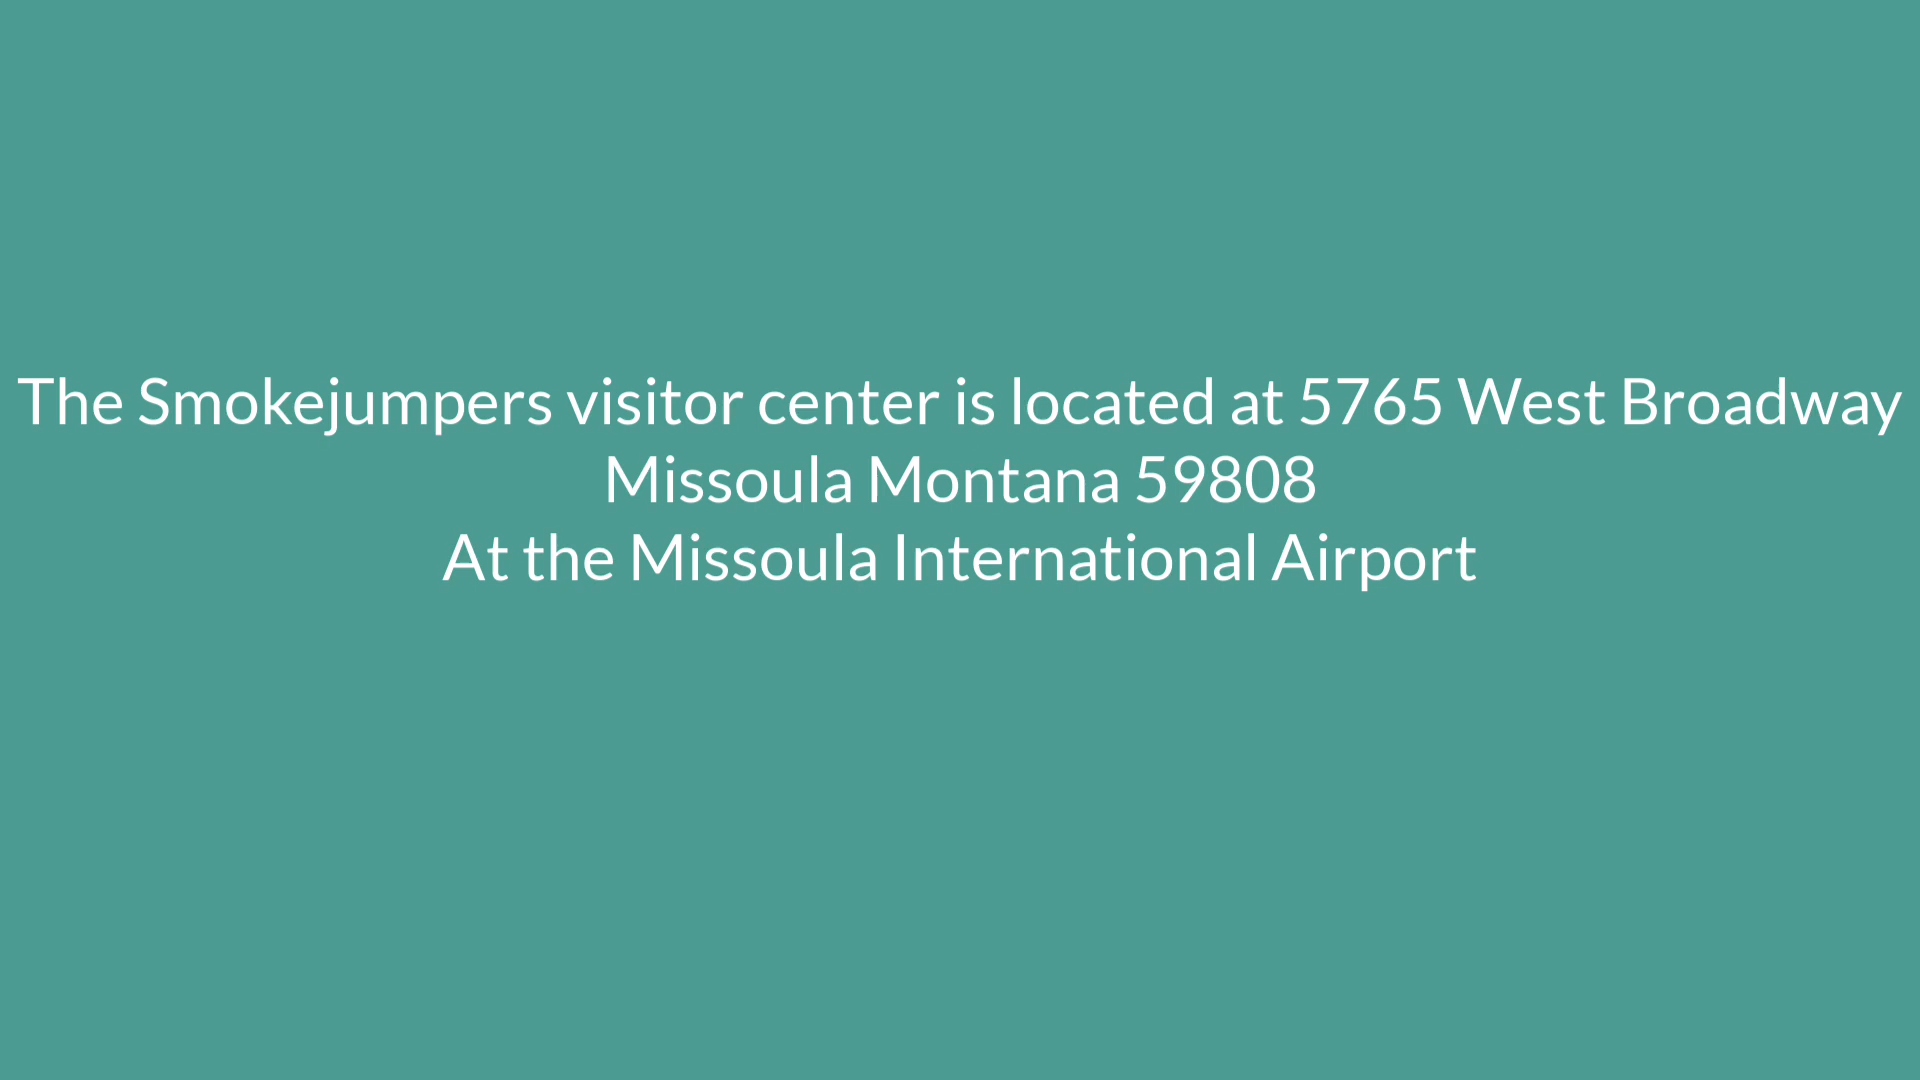 The Smokejumpers visitor center is located at 5765 West Broadway
Missoula Montana 59808
At the Missoula International Airport